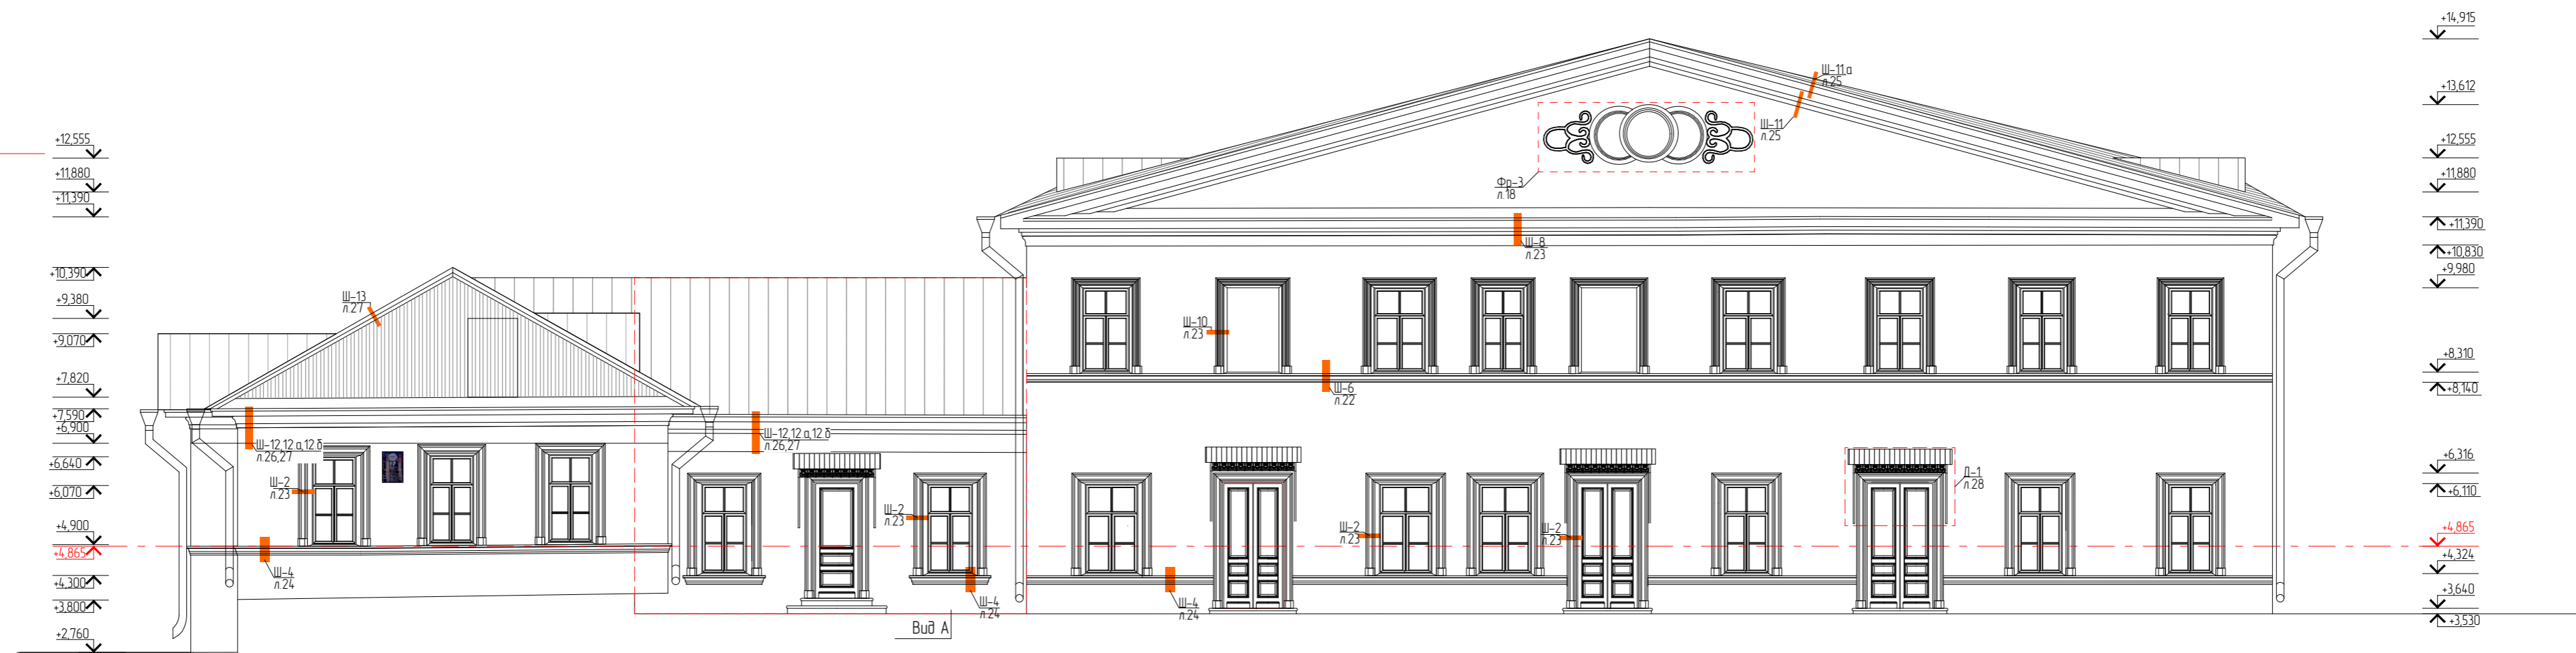 +12,555
+11,880
+11,390
+10,390
+9,380
+9,070
+7,820
+7,590
+6,900
+6,640
+6,070
+4,900
+4,865
+4,300
+3,800
+2,760
Ш-13
л.27
Ш-12,12 а,12 б
л.26,27
Ш-2
л.23
Ш-4
л.24
Ш-12,12 а,12 б
л.26,27
Ш-2
л.23
Ш-4
л.24
Вид А
Ш-11 а
л.25
Ш-11
л.25
Фр-3
л.18
Ш-8
л.23
Ш-10
л.23
Ш-6
л.22
Ш-4
л.24
Ш-2
л.23
Ш-2
л.23
Д-1
л.28
+14,915
+13,612
+12,555
+11,880
+11,390
+10,830
+9,980
+8,310
+8,140
+6,316
+6,110
+4,865
+4,324
+3,640
+3,530